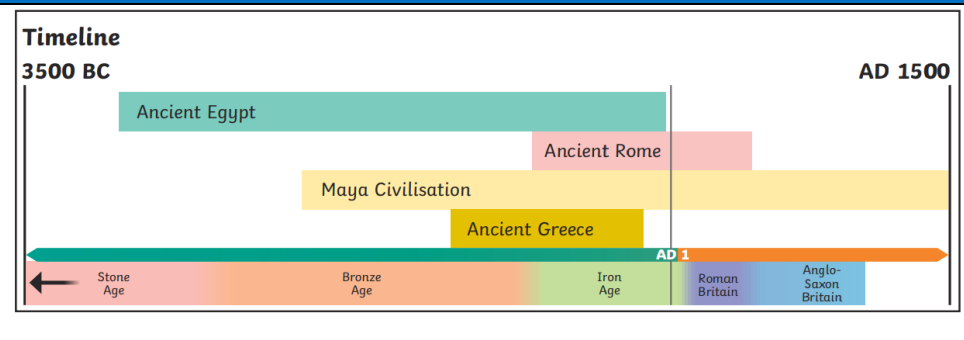 Timeline
3500 BC
AD 1500
Ancient Egypt
Ancient Rome
Maya Civilisation
Ancient Greece
AD 1
Stone
Age
Bronze
Age
Iron
Age
Roman
Britain
Anglo-
Saxon
Britain